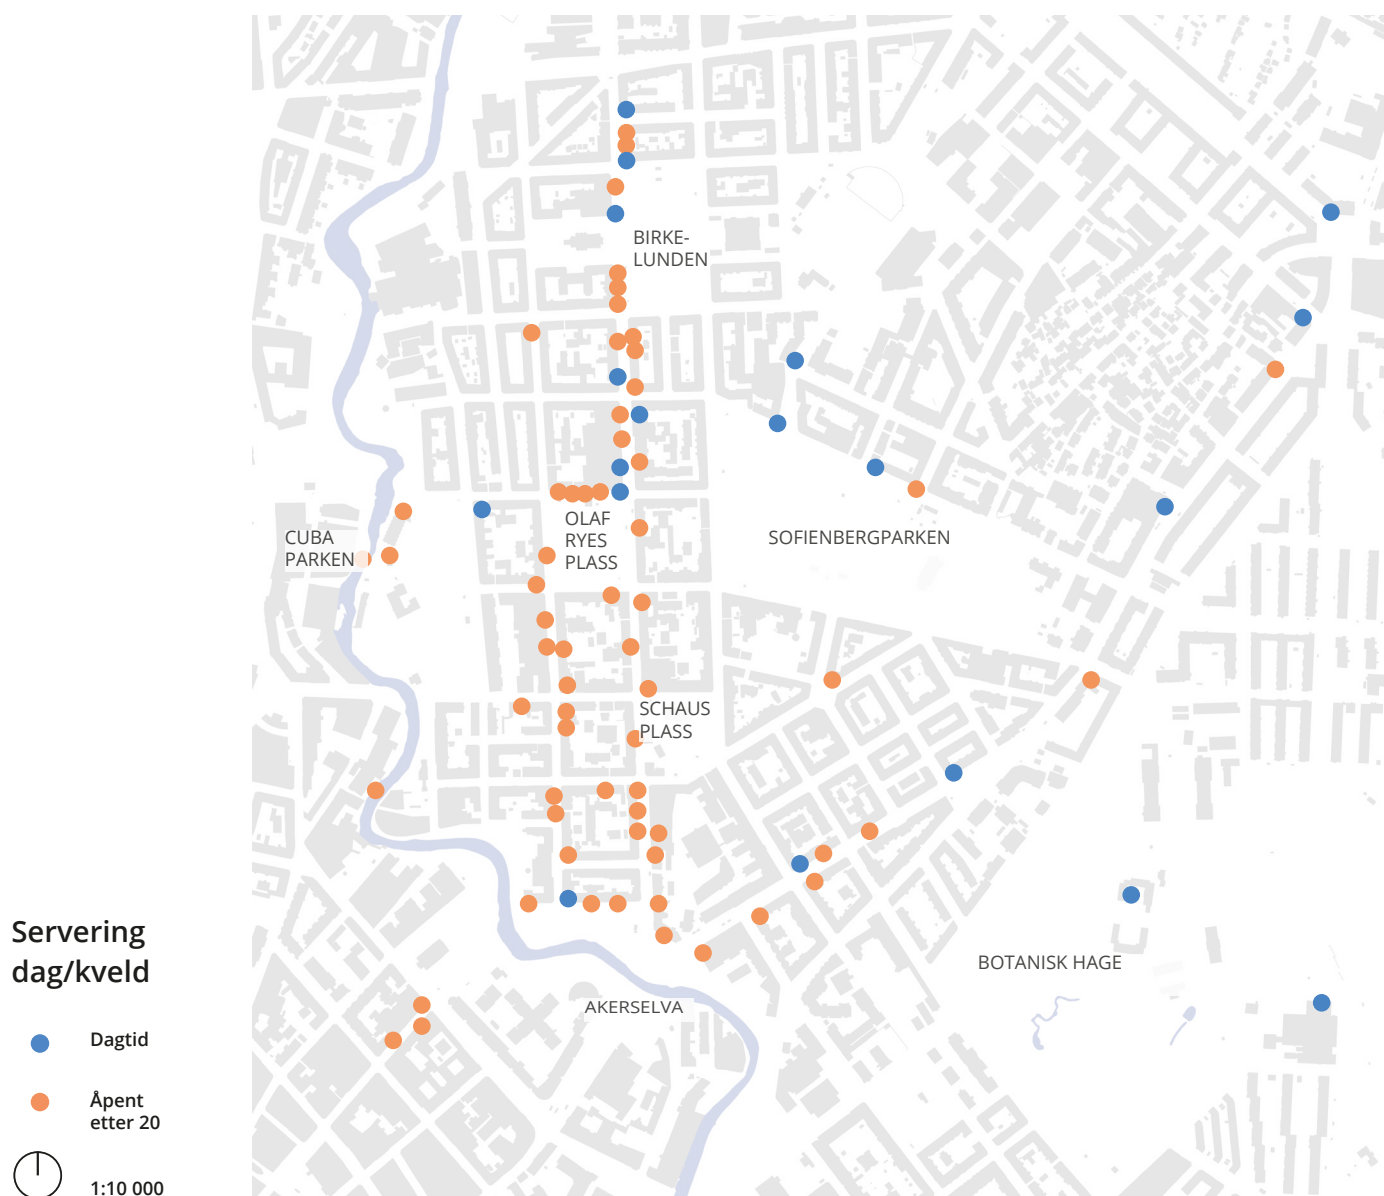 BIRKE-
LUNDEN
OLAF
RYES
PLASS
CUBA
PARKEN
SOFIENBERGPARKEN
SCHAUS
PLASS
Servering
dag/kveld
BOTANISK HAGE
AKERSELVA
Dagtid
Åpent
etter 20
1:10 000